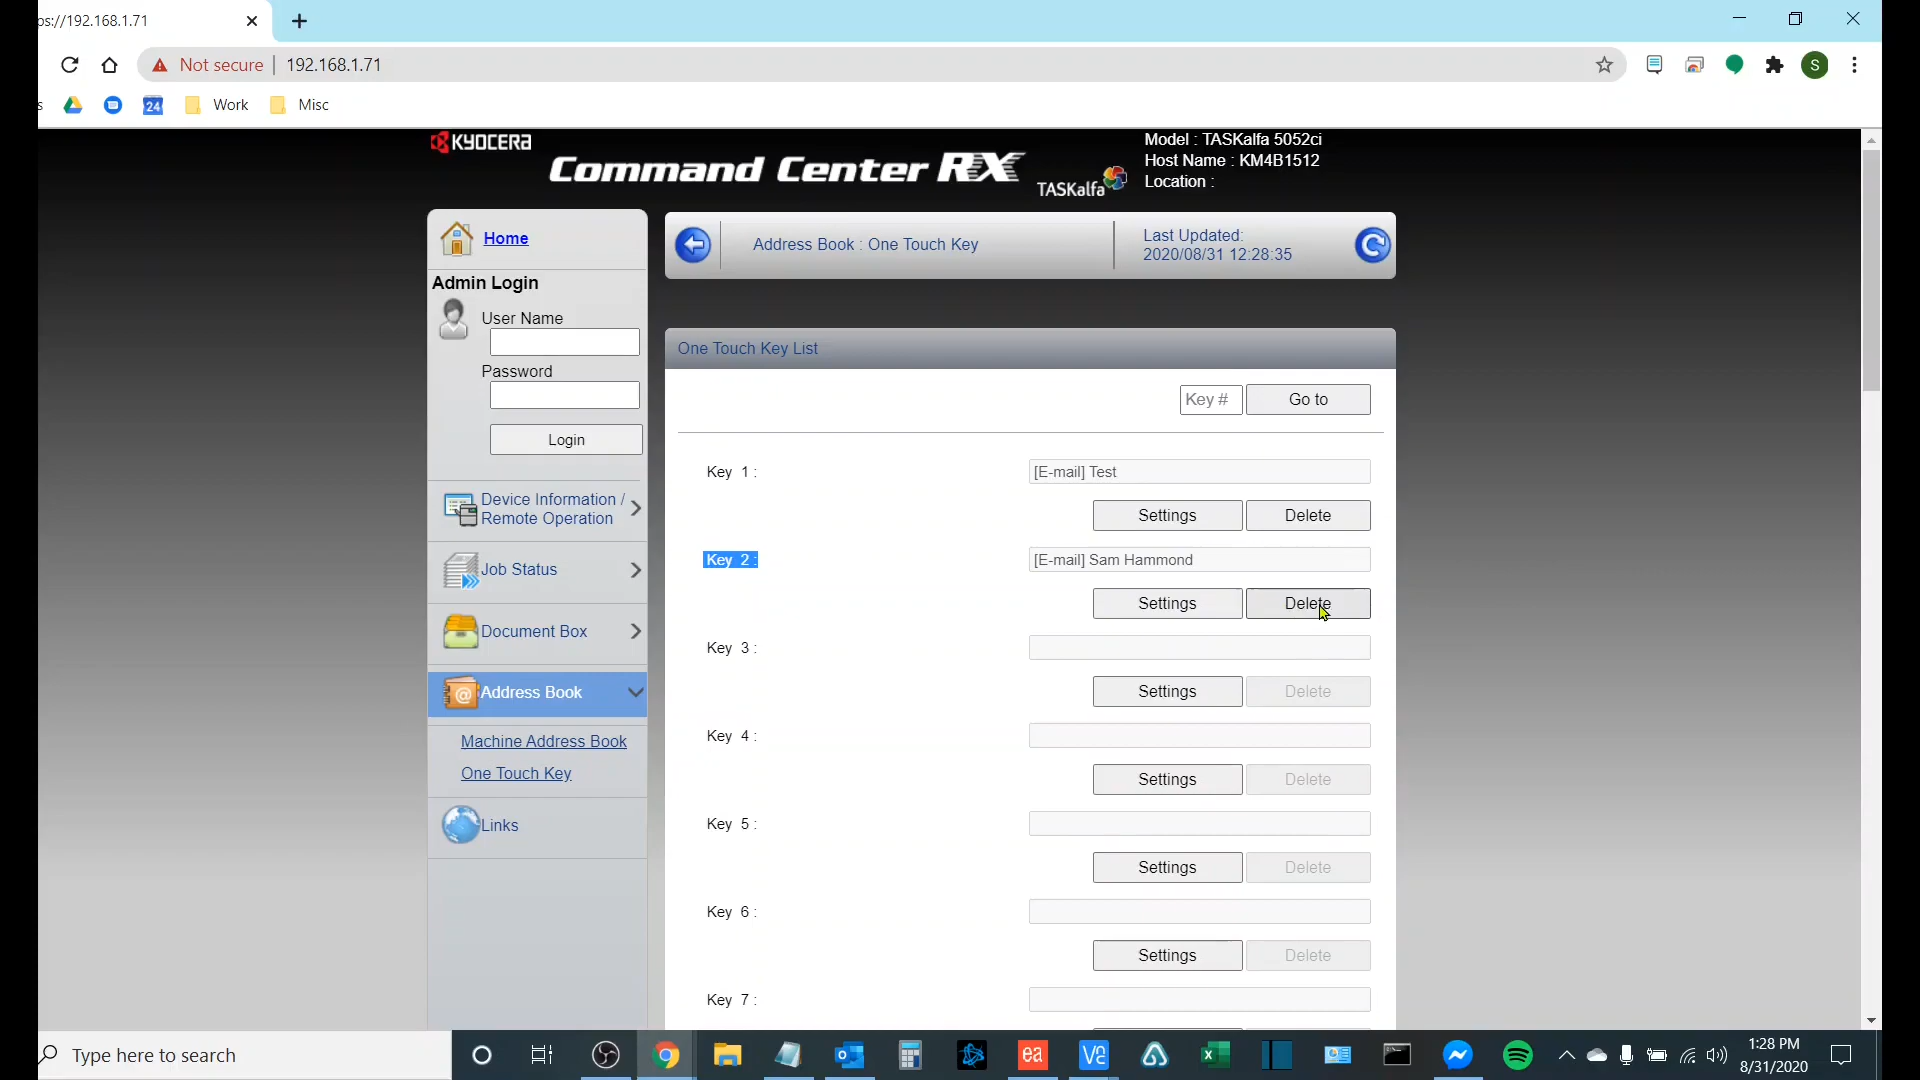 ps://192.168.1.71
Not secure 192.168.1.71
S
s 24 Work Misc
KYOCERA
Command Center RX
TASKalfa
Model : TASKalfa 5052ci
Host Name : KM4B1512
Location :
Home
Admin Login
User Name
Password
Login
Device Information /
Remote Operation
Job Status
Document Box
Address Book
Machine Address Book
One Touch Key
Links
Address Book : One Touch Key
Last Updated:
2020/08/31 12:28:35
One Touch Key List
Key # Go to
Key 1 : [E-mail] Test
Settings Delete
Key 2 : [E-mail] Sam Hammond
Settings Delete
Key 3 :
Settings Delete
Key 4 :
Settings Delete
Key 5 :
Settings Delete
Key 6 :
Settings Delete
Key 7 :
Type here to search
ea
1:28 PM
8/31/2020